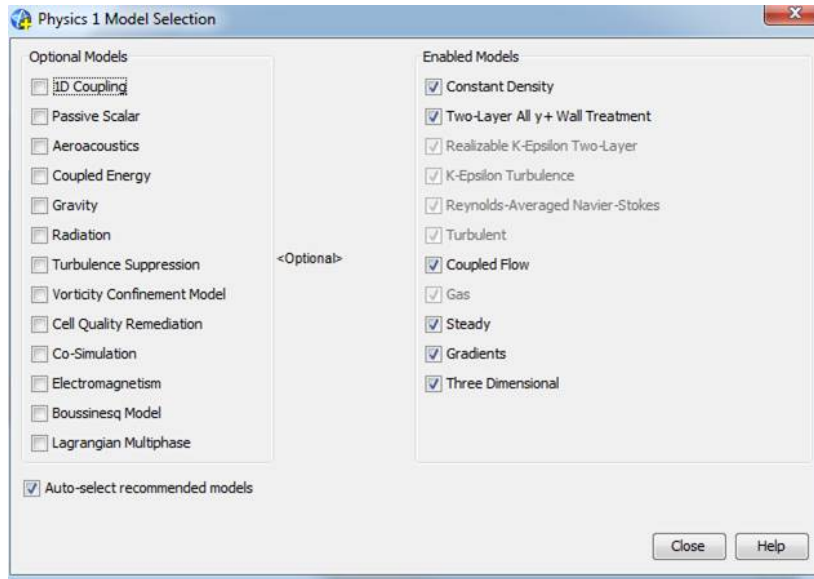 Physics 1 Model Selection
Optional Models
1D Coupling
Passive Scalar
Aeroacoustics
Coupled Energy
Gravity
Radiation
Turbulence Suppression
Vorticity Confinement Model
Cell Quality Remediation
Co-Simulation
Electromagnetism
Boussinesq Model
Lagrangian Multiphase
<Optional>
Enabled Models
Constant Density
Two-Layer All y+ Wall Treatment
Realizable K-Epsilon Two-Layer
K-Epsilon Turbulence
Reynolds-Averaged Navier-Stokes
Turbulent
Coupled Flow
Gas
Steady
Gradients
Three Dimensional
Auto-select recommended models
Close Help